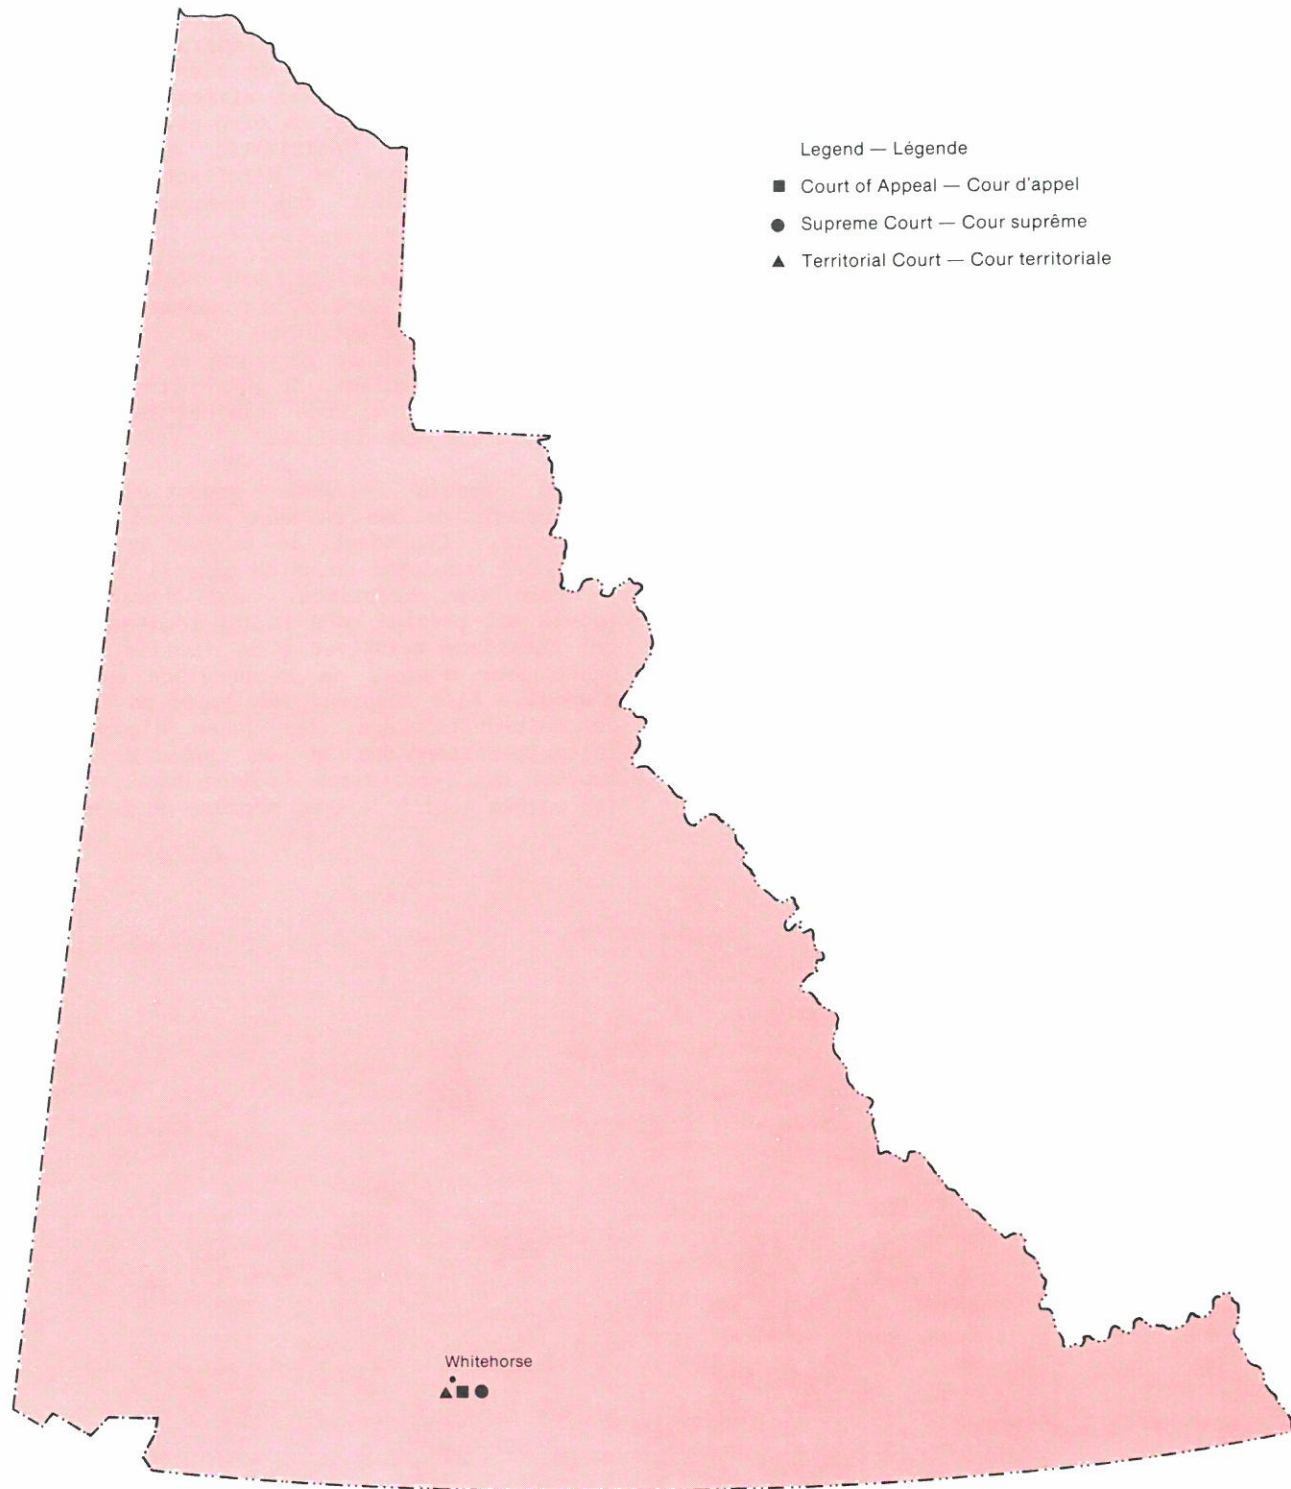 Legend — Légende
■ Court of Appeal — Cour d'appel
● Supreme Court — Cour suprême
▲ Territorial Court — Cour territoriale
Whitehorse